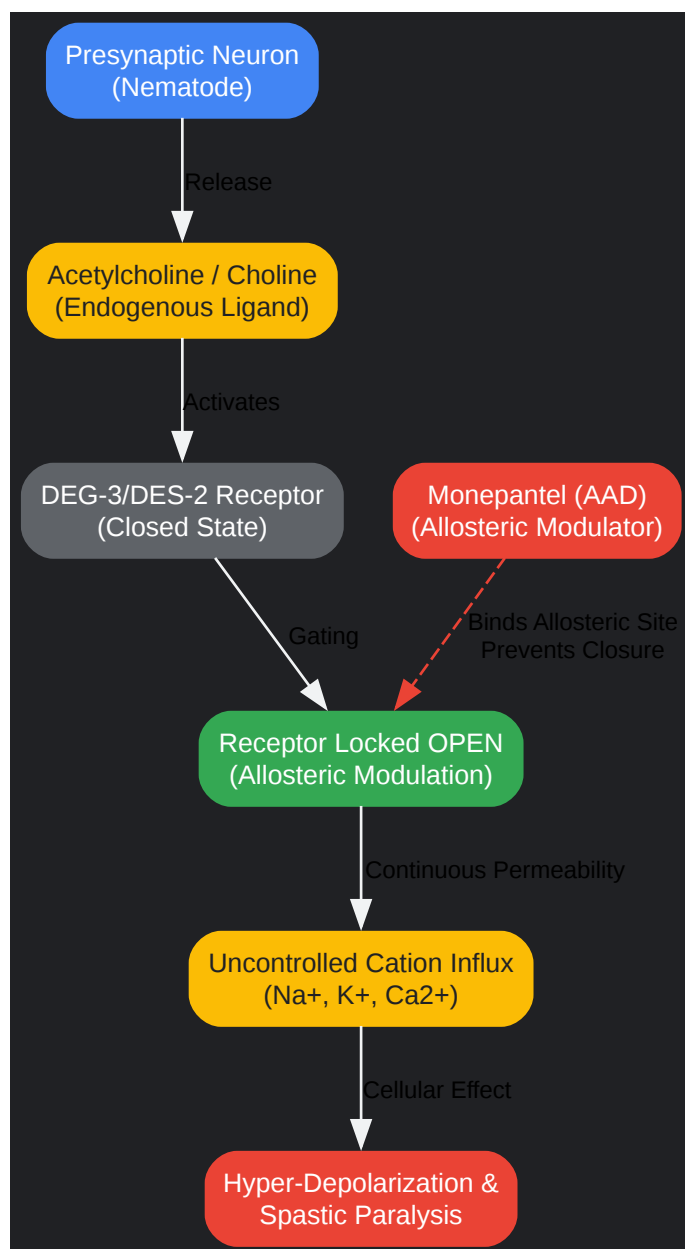 Presynaptic Neuron
(Nematode)
Release
Acetylcholine / Choline
(Endogenous Ligand)
Activates
DEG-3/DES-2 Receptor
(Closed State)
Monepantel (AAD)
(Allosteric Modulator)
Gating
Binds Allosteric Site
Prevents Closure
Receptor Locked OPEN
(Allosteric Modulation)
Continuous Permeability
Uncontrolled Cation Influx
(Na+, K+, Ca2+)
Cellular Effect
Hyper-Depolarization &
Spastic Paralysis